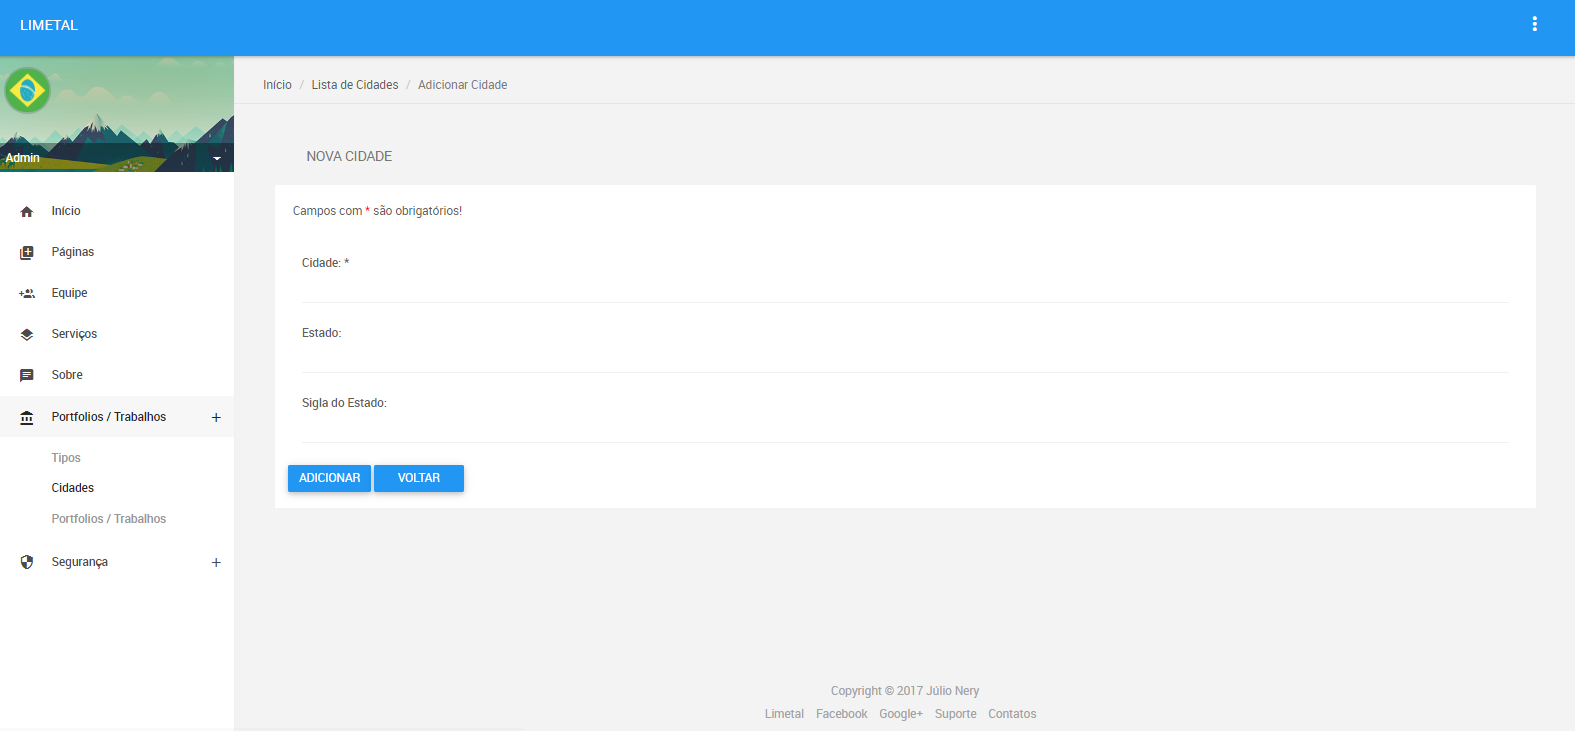 LIMETAL
Admin
Início
Páginas
Equipe
Serviços
Sobre
Portfolios / Trabalhos
Tipos
Cidades
Portfolios / Trabalhos
Segurança
Início / Lista de Cidades / Adicionar Cidade
NOVA CIDADE
Campos com * são obrigatórios!
Cidade: *
Estado:
Sigla do Estado:
ADICIONAR VOLTAR
Copyright © 2017 Júlio Nery
Limetal Facebook Google+ Suporte Contatos